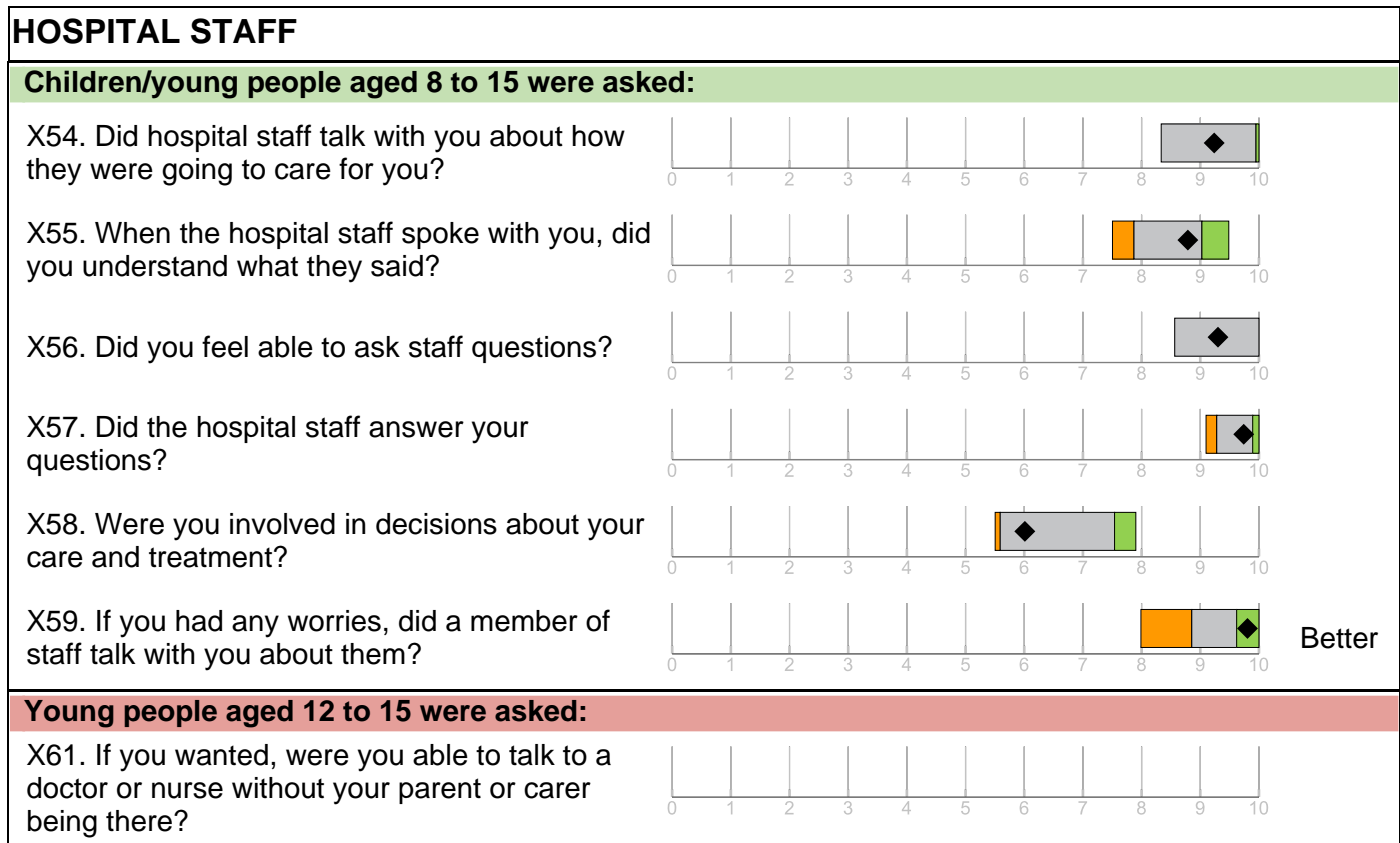 HOSPITAL STAFF
Children/young people aged 8 to 15 were asked:
X54. Did hospital staff talk with you about how
they were going to care for you?
0 1 2 3 4 5 6 7 8 9 10
X55. When the hospital staff spoke with you, did
you understand what they said?
0 1 2 3 4 5 6 7 8 9 10
X56. Did you feel able to ask staff questions?
0 1 2 3 4 5 6 7 8 9 10
X57. Did the hospital staff answer your
questions?
0 1 2 3 4 5 6 7 8 9 10
X58. Were you involved in decisions about your
care and treatment?
0 1 2 3 4 5 6 7 8 9 10
X59. If you had any worries, did a member of
staff talk with you about them?
0 1 2 3 4 5 6 7 8 9 10
Better
Young people aged 12 to 15 were asked:
X61. If you wanted, were you able to talk to a
doctor or nurse without your parent or carer
being there?
0 1 2 3 4 5 6 7 8 9 10